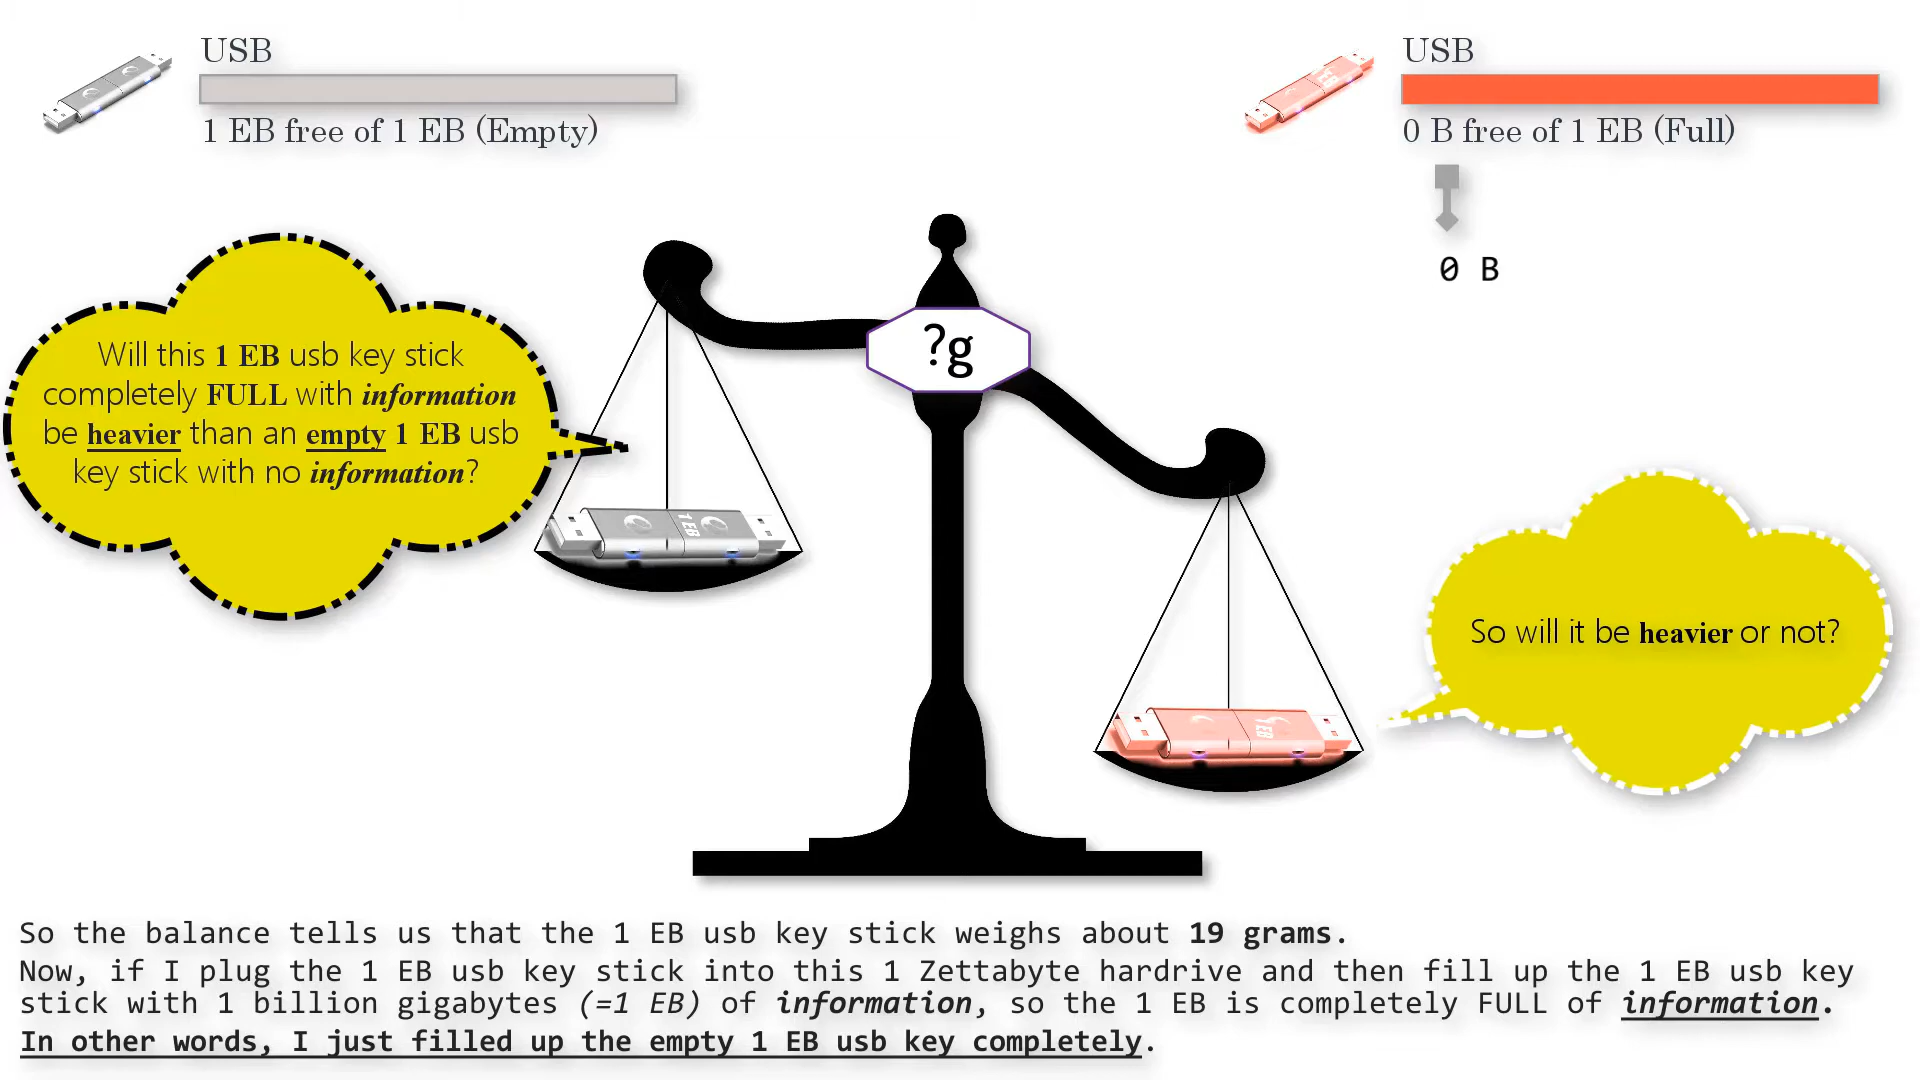 USB
1 EB free of 1 EB (Empty)
USB
0 B free of 1 EB (Full)
0 B
?g
Will this 1 EB usb key stick
completely FULL with information
be heavier than an empty 1 EB usb
key stick with no information?
1 EB
So will it be heavier or not?
1 EB
So the balance tells us that the 1 EB usb key stick weighs about 19 grams.
Now, if I plug the 1 EB usb key stick into this 1 Zettabyte hardrive and then fill up the 1 EB usb key
stick with 1 billion gigabytes (=1 EB) of information, so the 1 EB is completely FULL of information.
In other words, I just filled up the empty 1 EB usb key completely.